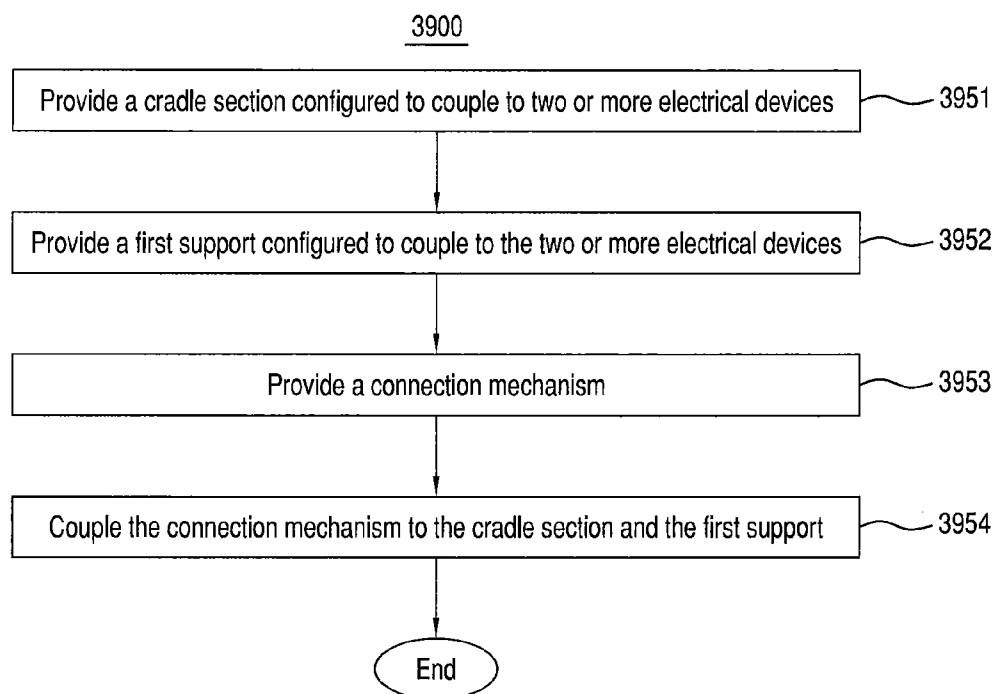 3900
Provide a cradle section configured to couple to two or more electrical devices
3951
Provide a first support configured to couple to the two or more electrical devices
3952
Provide a connection mechanism
3953
Couple the connection mechanism to the cradle section and the first support
3954
End